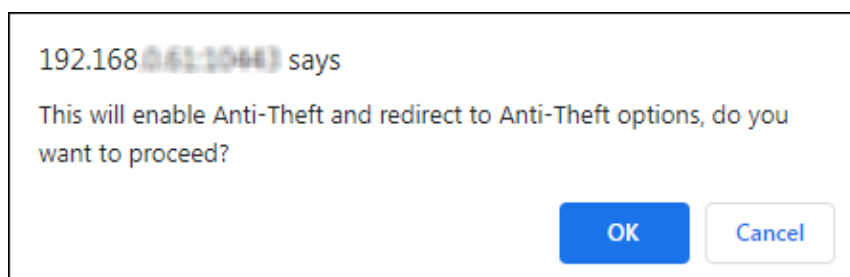 192.168. says
This will enable Anti-Theft and redirect to Anti-Theft options, do you
want to proceed?
OK
Cancel